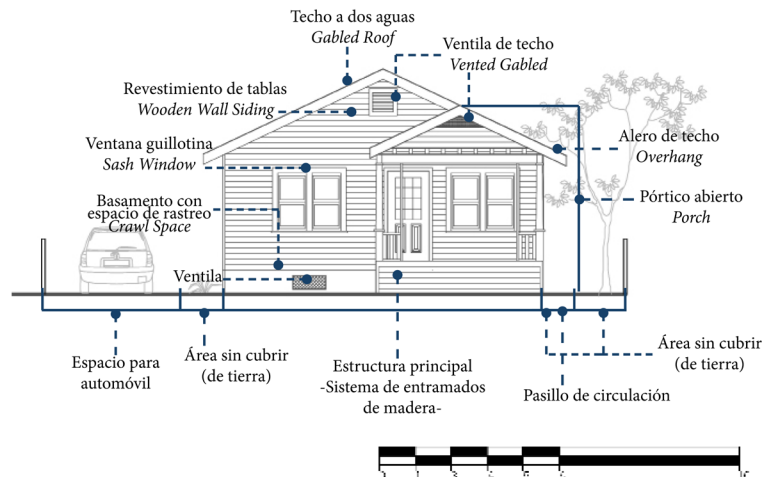 Techo a dos aguas
Gabled Roof
Ventila de techo
Vented Gabled
Revestimiento de tablas
Wooden Wall Siding
Ventana guillotina
Sash Window
Alero de techo
Overhang
Basamento con
espacio de rastreo
Crawl Space
Pórtico abierto
Porch
Ventila
Espacio para
automóvil
Área sin cubrir
(de tierra)
Estructura principal
-Sistema de entramados
de madera-
Pasillo de circulación
Área sin cubrir
(de tierra)